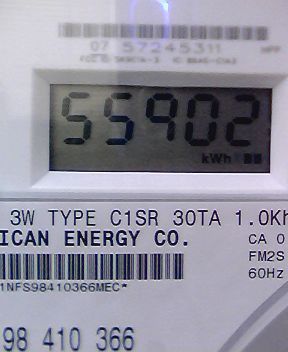 07 57245311
55902
kWh
3W TYPE C1SR 30TA 1.0Kh
ICAN ENERGY CO.
CA 0
FM2S
60Hz
1NFS98410366MEC*
98 410 366